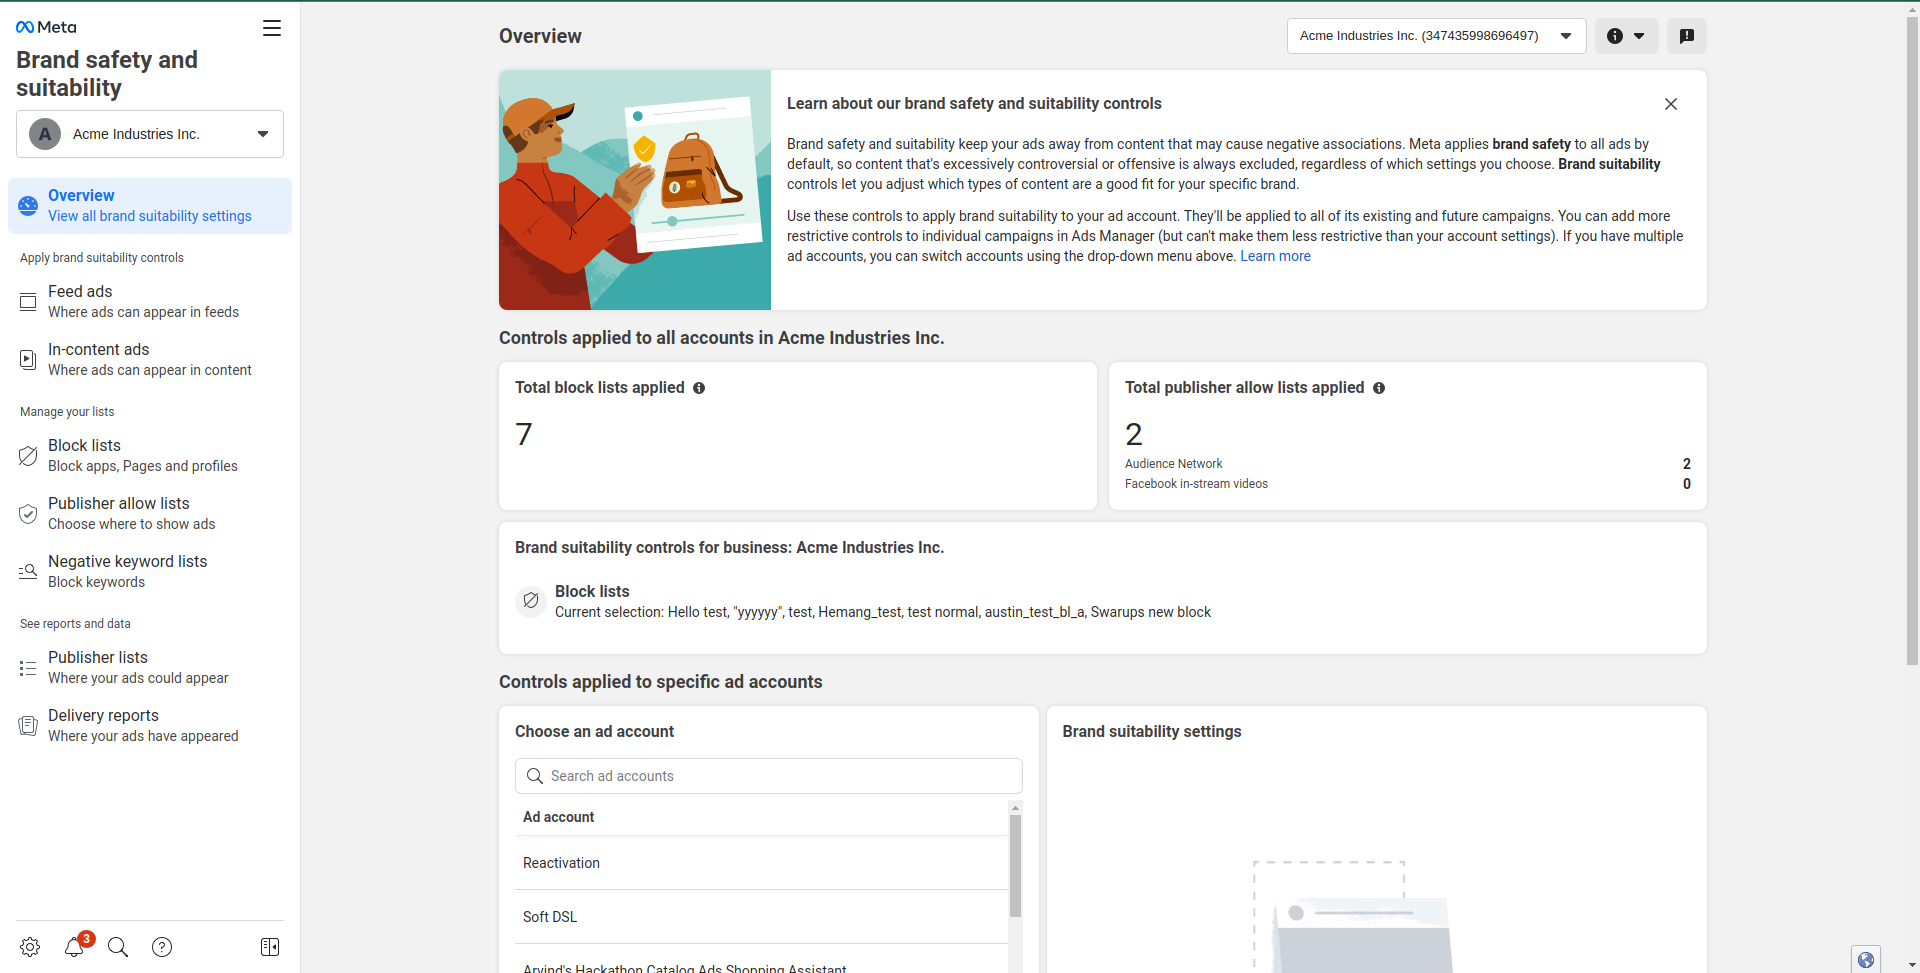 Meta
Brand safety and
suitability
A
Acme Industries Inc.
Overview
View all brand suitability settings
Apply brand suitability controls
Feed ads
Where ads can appear in feeds
In-content ads
Where ads can appear in content
Manage your lists
Block lists
Block apps, Pages and profiles
Publisher allow lists
Choose where to show ads
Negative keyword lists
Block keywords
See reports and data
Publisher lists
Where your ads could appear
Delivery reports
Where your ads have appeared
3
Overview
Acme Industries Inc. (347435998696497)
Learn about our brand safety and suitability controls
Brand safety and suitability keep your ads away from content that may cause negative associations. Meta applies brand safety to all ads by
default, so content that's excessively controversial or offensive is always excluded, regardless of which settings you choose. Brand suitability
controls let you adjust which types of content are a good fit for your specific brand.
Use these controls to apply brand suitability to your ad account. They'll be applied to all of its existing and future campaigns. You can add more
restrictive controls to individual campaigns in Ads Manager (but can't make them less restrictive than your account settings). If you have multiple
ad accounts, you can switch accounts using the drop-down menu above. Learn more
Controls applied to all accounts in Acme Industries Inc.
Total block lists applied
7
Total publisher allow lists applied
2
Audience Network 2
Facebook in-stream videos 0
Brand suitability controls for business: Acme Industries Inc.
Block lists
Current selection: Hello test, "yyyyyy", test, Hemang_test, test normal, austin_test_bl_a, Swarups new block
Controls applied to specific ad accounts
Choose an ad account
Search ad accounts
Ad account
Reactivation
Soft DSL
Arvind's Hackathon Catalog Ads Shopping Assistant
Brand suitability settings